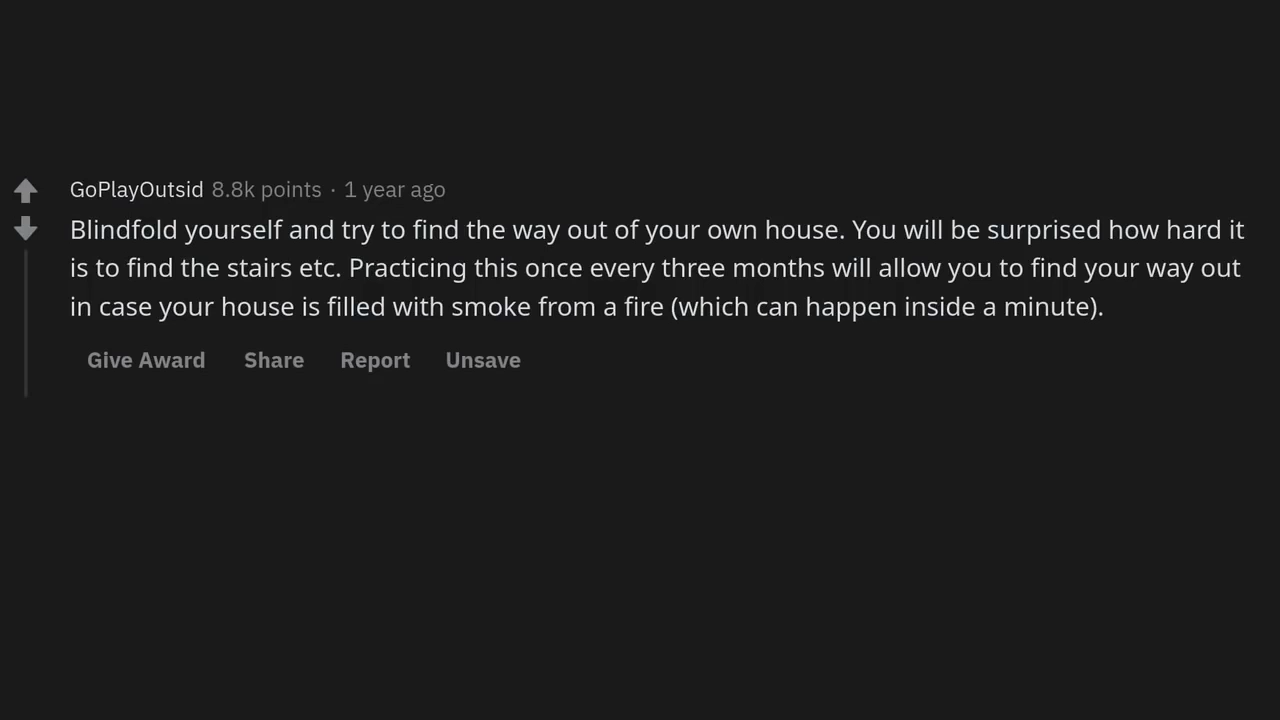 GoPlayOutsid 8.8k points · 1 year ago
Blindfold yourself and try to find the way out of your own house. You will be surprised how hard it
is to find the stairs etc. Practicing this once every three months will allow you to find your way out
in case your house is filled with smoke from a fire (which can happen inside a minute).
Give Award Share Report Unsave